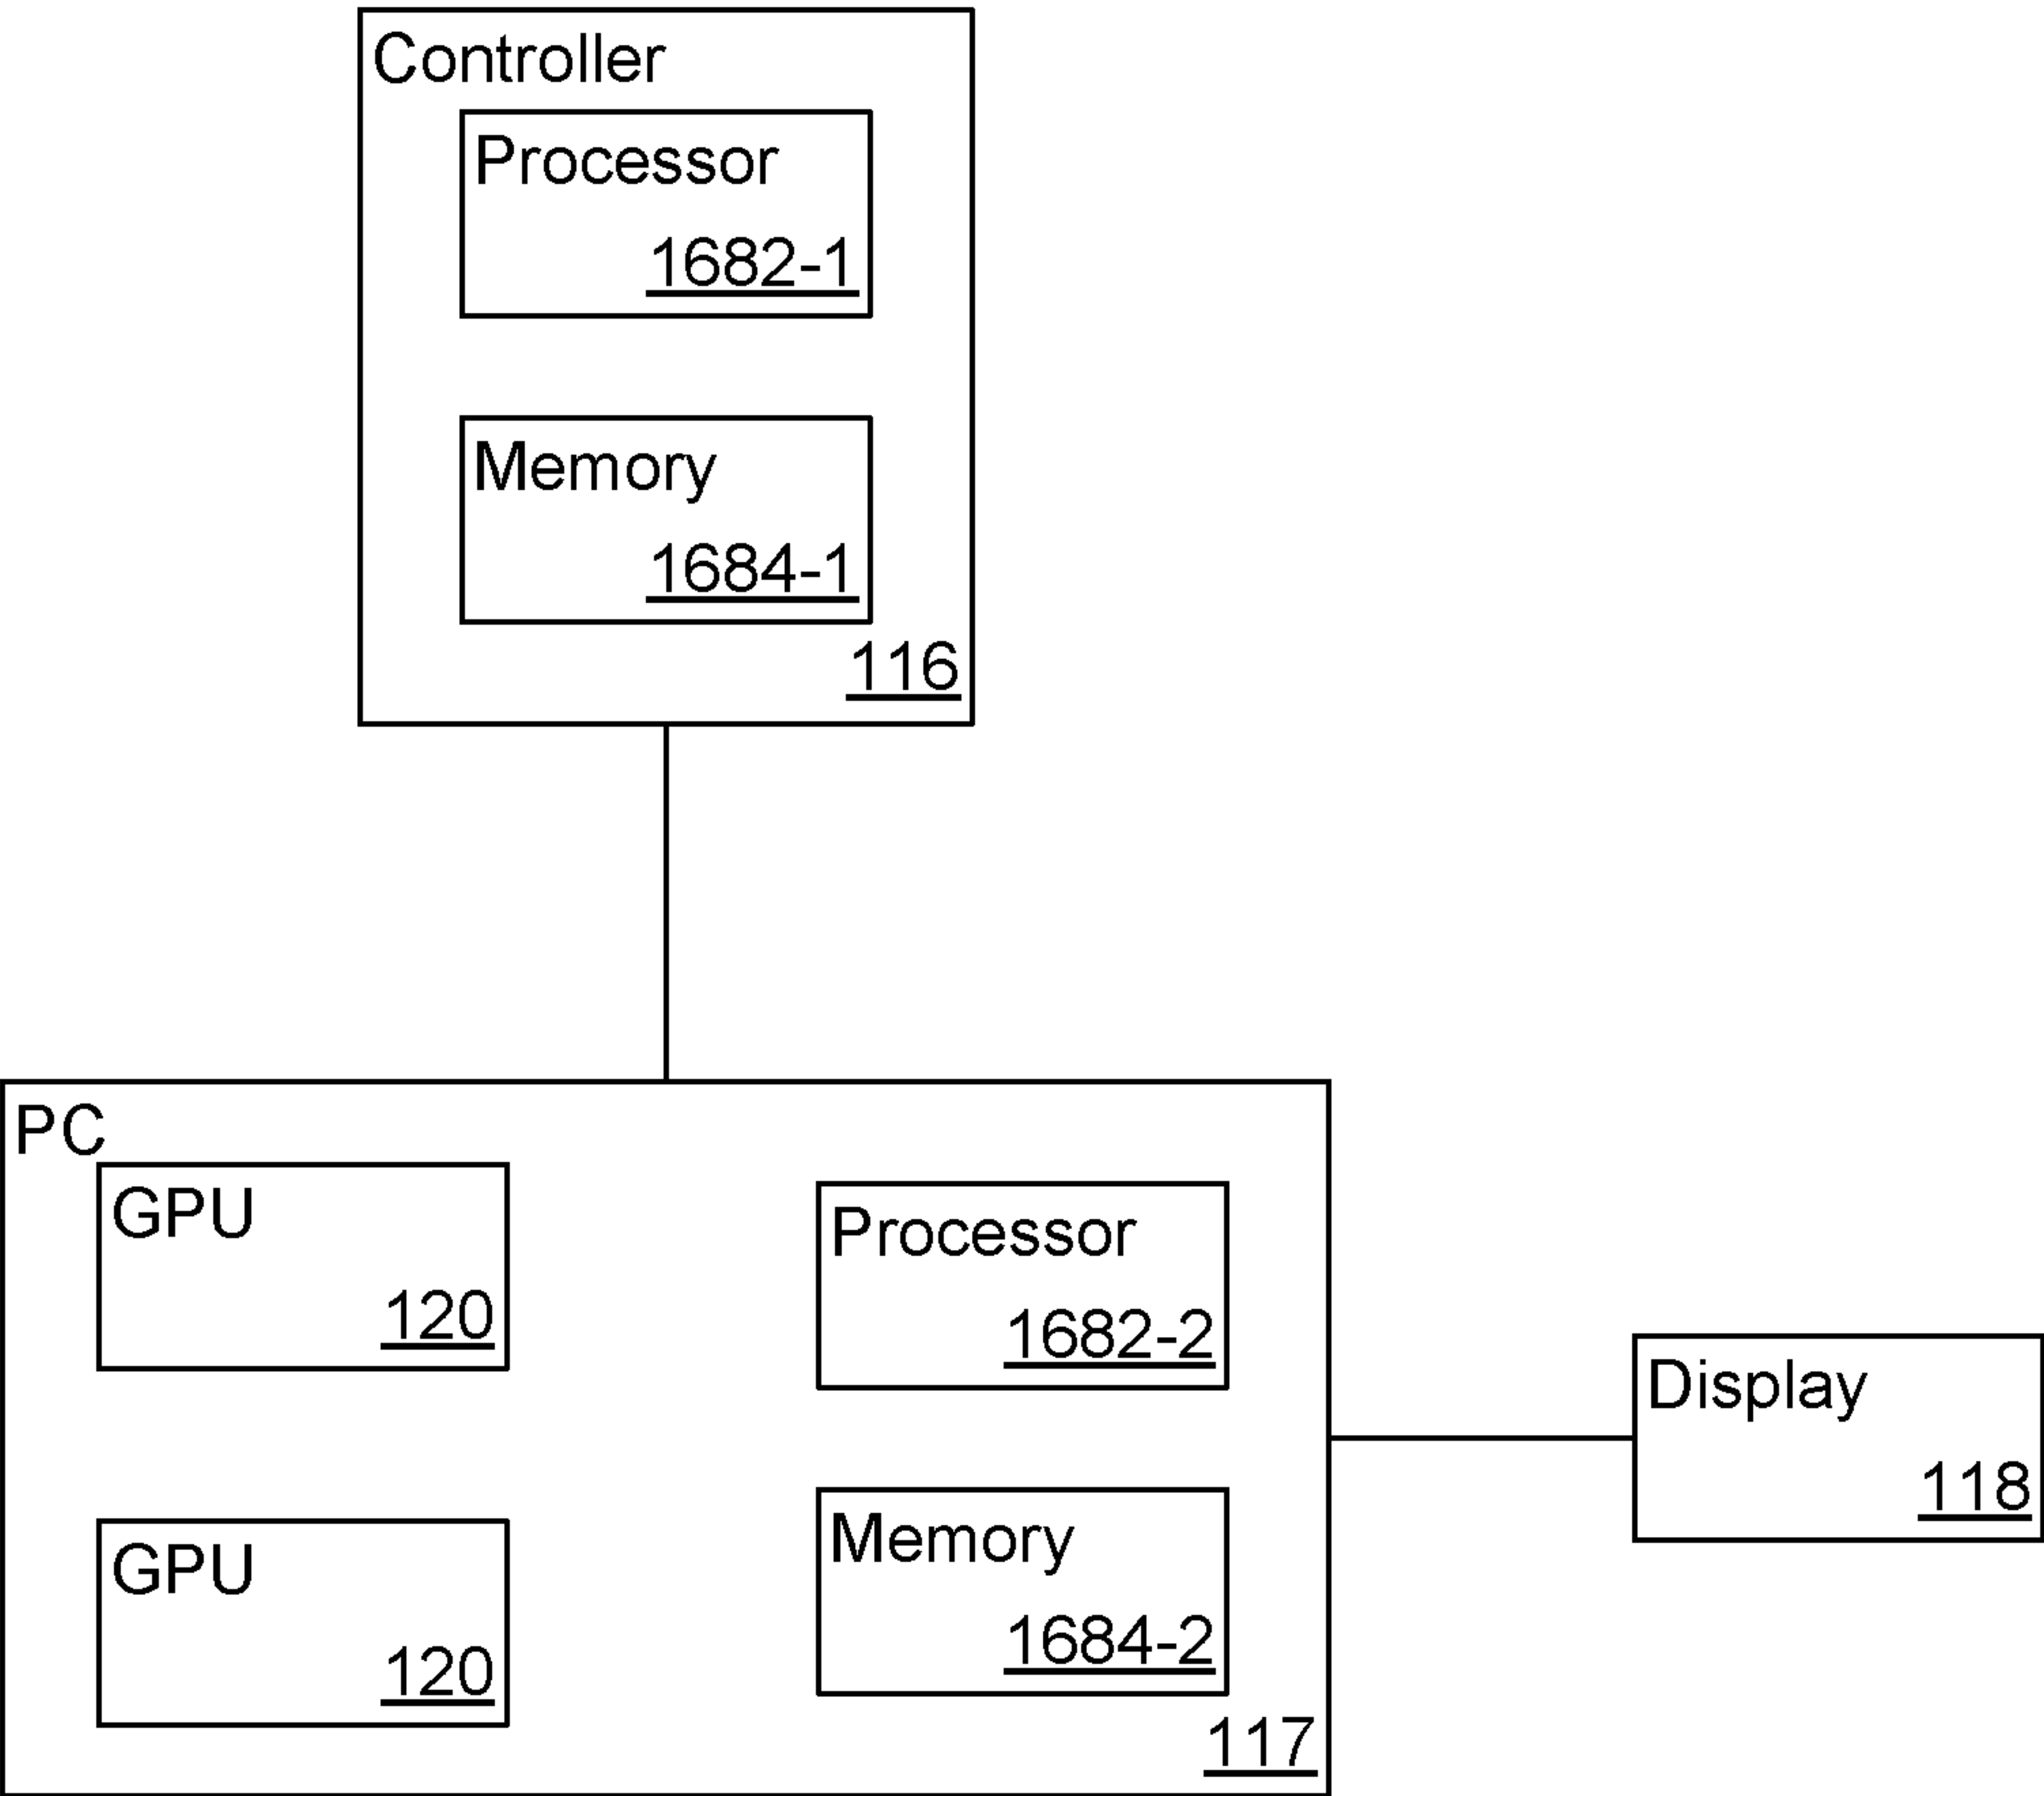 Controller
Processor
1682-1
Memory
1684-1
116
PC
GPU
120
Processor
1682-2
GPU
120
Memory
1684-2
117
Display
118